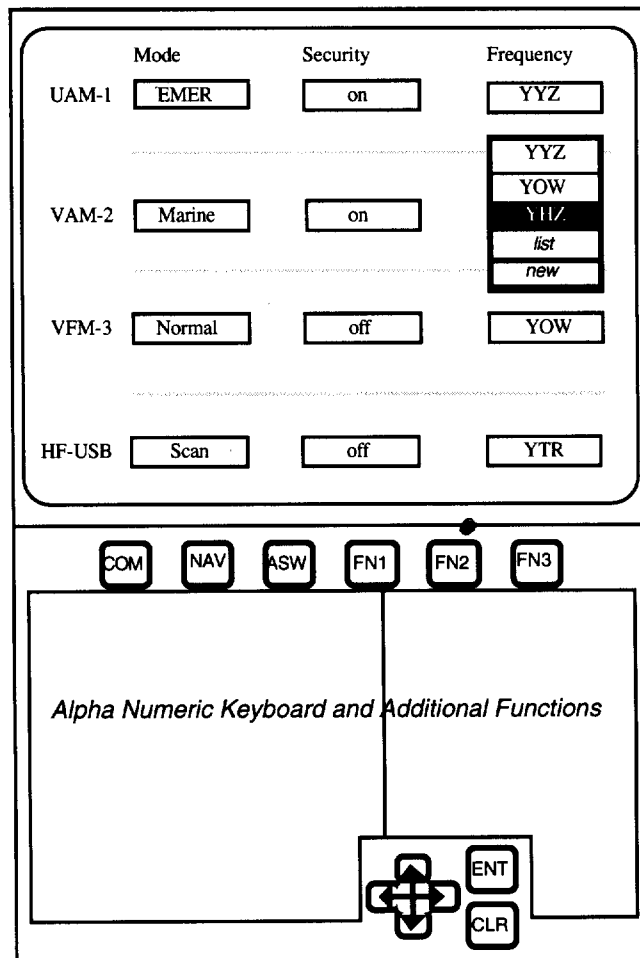 Mode Security Frequency
UAM-1 EMER on YYZ
YYZ
YOW
VAM-2 Marine on YHZ
list
new
VFM-3 Normal off YOW
HF-USB Scan off YTR
COM NAV ASW FN1 FN2 FN3
Alpha Numeric Keyboard and Additional Functions
ENT
CLR